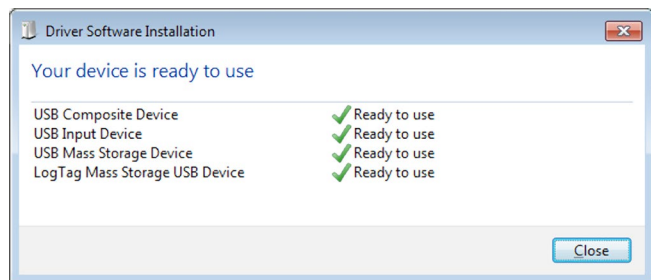 Driver Software Installation
Your device is ready to use
USB Composite Device Ready to use
USB Input Device Ready to use
USB Mass Storage Device Ready to use
LogTag Mass Storage USB Device Ready to use
Close